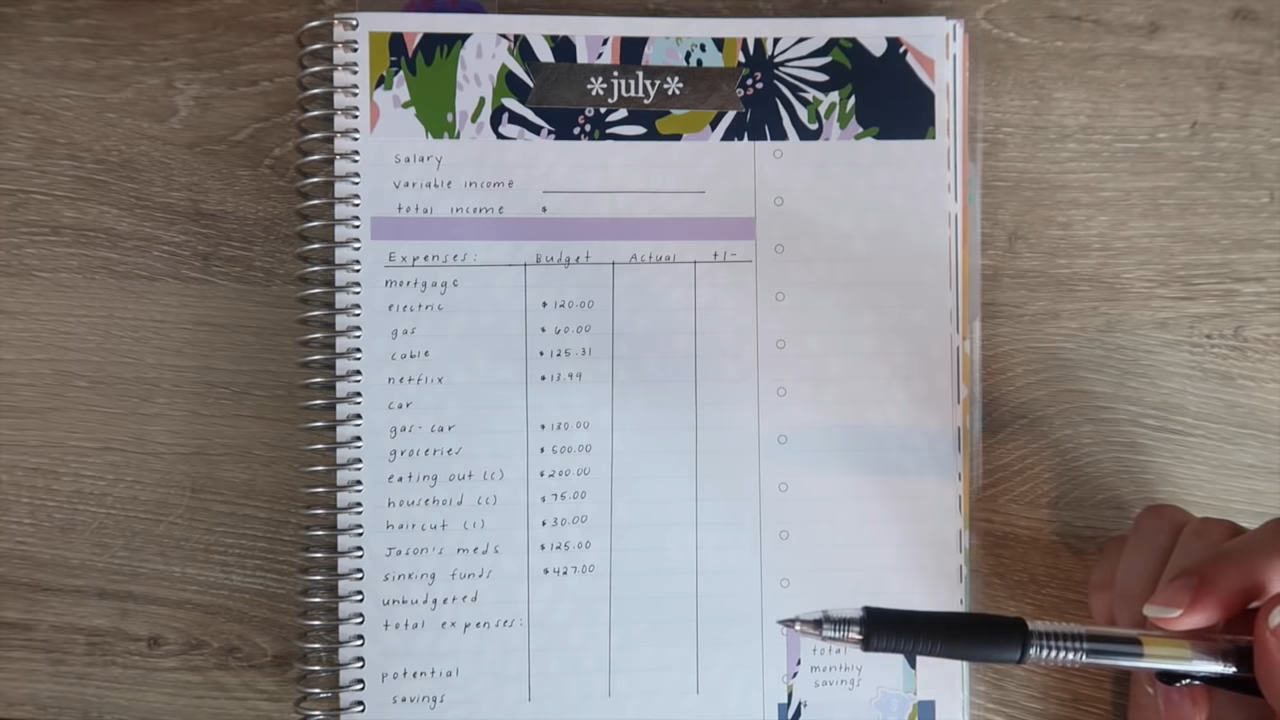 *july*
salary
variable income
total income $
Expenses: Budget Actual +/-
mortgage
electric $120.00
gas $60.00
cable $125.31
netflix $13.99
car
gas-car $130.00
groceries $500.00
eating out (c) $200.00
household (c) $75.00
haircut (c) $30.00
Jason's meds $125.00
sinking funds $427.00
unbudgeted
total expenses:
potential
savings
total
monthly
savings
$